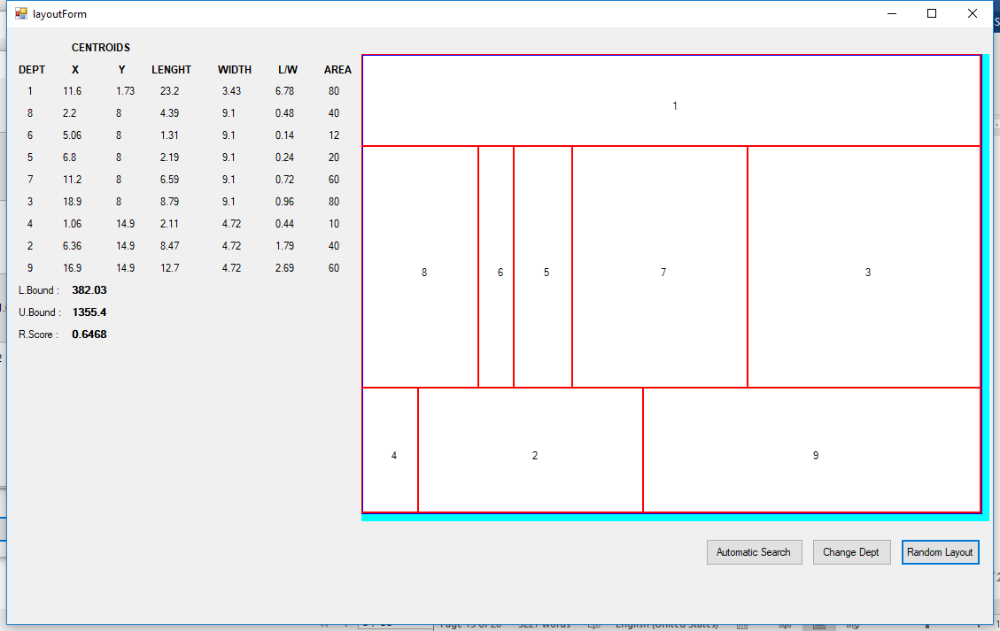 layoutForm
CENTROIDS
DEPT X Y LENGHT WIDTH L/W AREA
1 11.6 1.73 23.2 3.43 6.78 80
8 2.2 8 4.39 9.1 0.48 40
6 5.06 8 1.31 9.1 0.14 12
5 6.8 8 2.19 9.1 0.24 20
7 11.2 8 6.59 9.1 0.72 60
3 18.9 8 8.79 9.1 0.96 80
4 1.06 14.9 2.11 4.72 0.44 10
2 6.36 14.9 8.47 4.72 1.79 40
9 16.9 14.9 12.7 4.72 2.69 60
L.Bound : 382.03
U.Bound : 1355.4
R.Score : 0.6468
1
8 6 5 7 3
4 2 9
Automatic Search Change Dept Random Layout
English (United States)